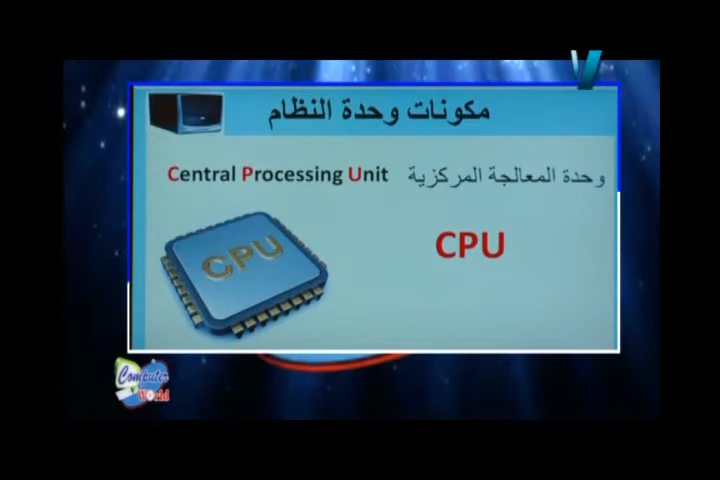 مكونات وحدة النظام
Central Processing Unit وحدة المعالجة المركزية
CPU
CPU
Computer
World